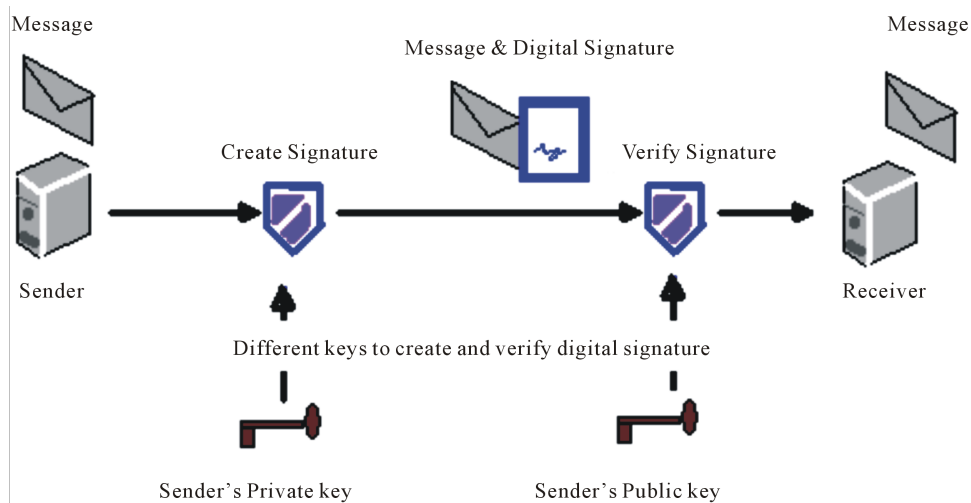 Message
Message
Message & Digital Signature
Create Signature
Verify Signature
Sender
Receiver
Different keys to create and verify digital signature
Sender's Private key
Sender's Public key